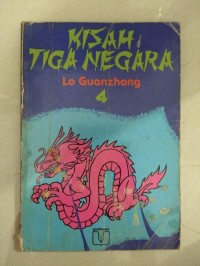 KISAH
TIGA NEGARA
Lo Guanzhong
4